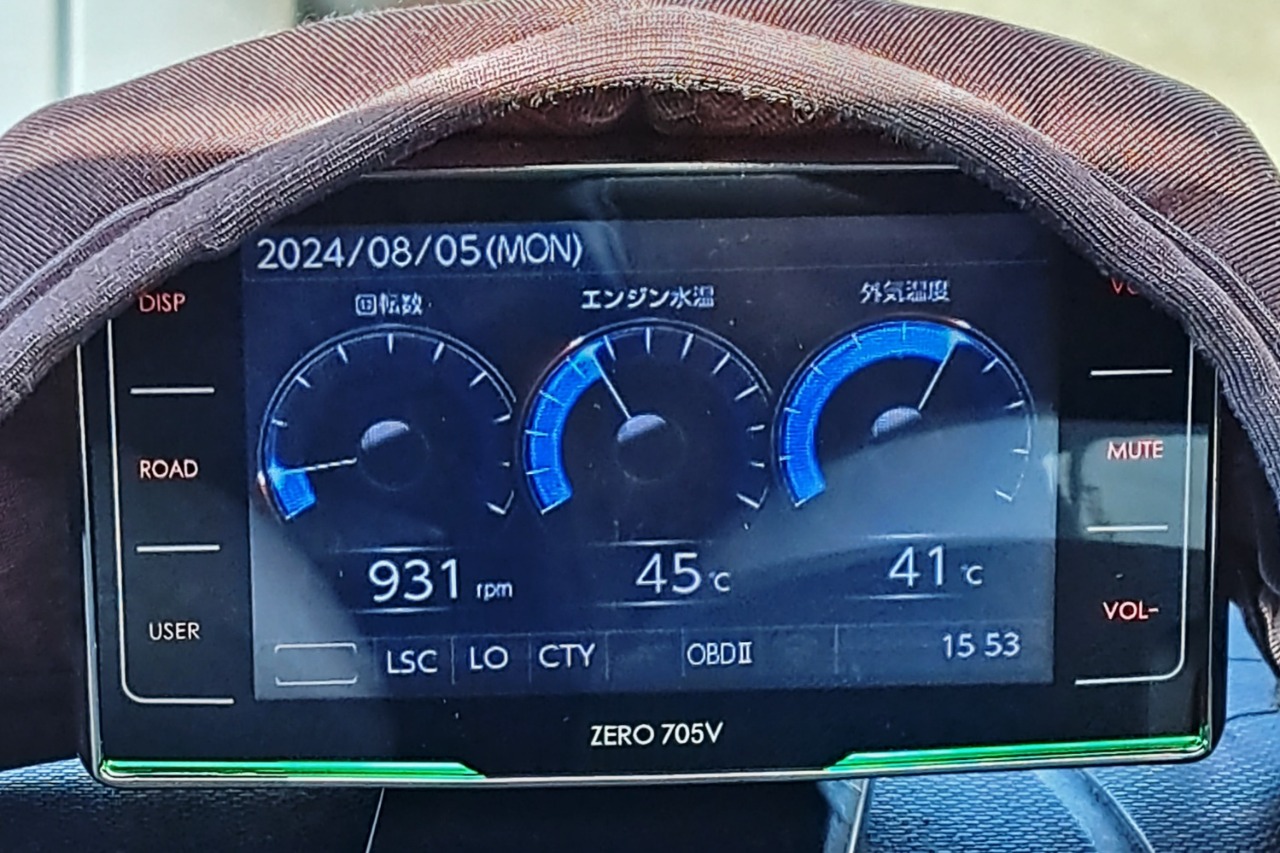 2024/08/05(MON)
回転数 エンジン水温 外気温度
DISP
ROAD
MUTE
931 rpm 45 ℃ 41 ℃
USER
VOL-
LSC LO CTY OBDⅡ 15 53
ZERO 705V